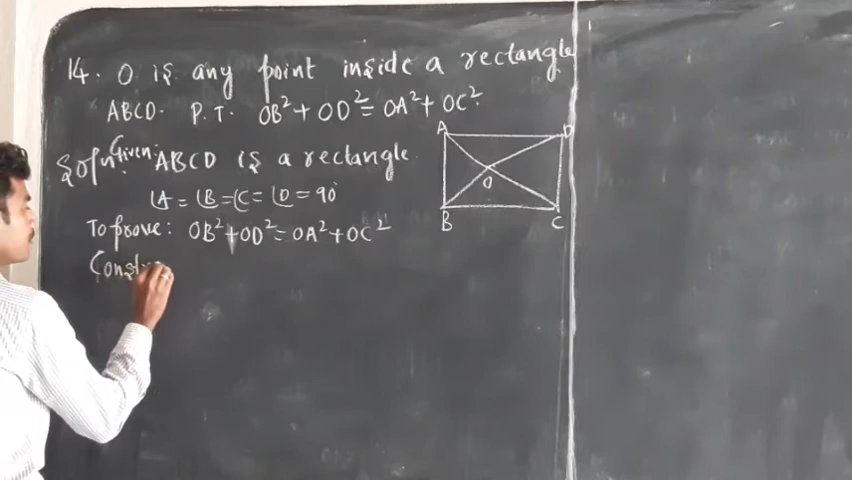 14. O is any point inside a rectangle
ABCD. P.T. OB²+OD²=OA²+OC².
Soln Given: ABCD is a rectangle
∠A=∠B=∠C=∠D=90°
To prove: OB²+OD²=OA²+OC²
A D
O
B C